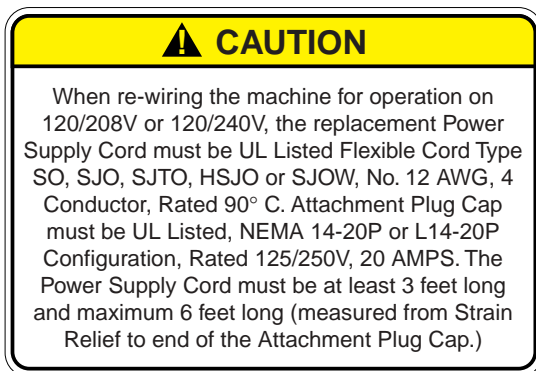 CAUTION
When re-wiring the machine for operation on
120/208V or 120/240V, the replacement Power
Supply Cord must be UL Listed Flexible Cord Type
SO, SJO, SJTO, HSJO or SJOW, No. 12 AWG, 4
Conductor, Rated 90° C. Attachment Plug Cap
must be UL Listed, NEMA 14-20P or L14-20P
Configuration, Rated 125/250V, 20 AMPS. The
Power Supply Cord must be at least 3 feet long
and maximum 6 feet long (measured from Strain
Relief to end of the Attachment Plug Cap.)